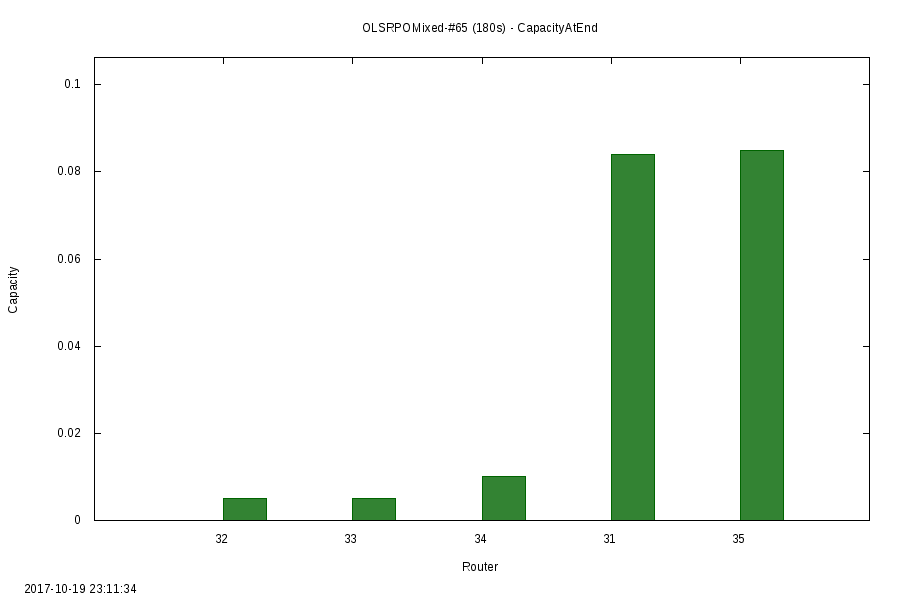 OLSRPOMixed-#65 (180s) - CapacityAtEnd
0.1
0.08
0.06
0.04
0.02
0
Capacity
32 33 34 31 35
Router
2017-10-19 23:11:34